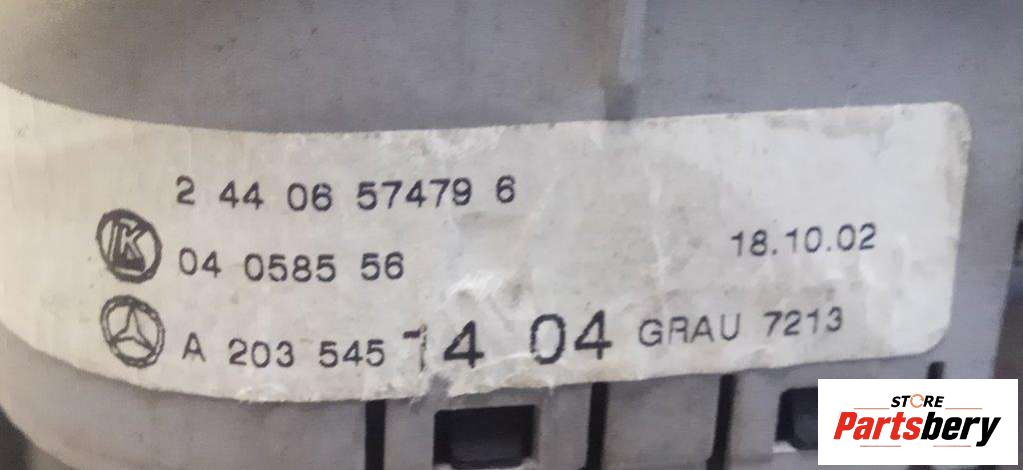 2 44 06 57479 6
K
04 0585 56
18.10.02
A 203 545 14 04 GRAU 7213
STORE
Partsbery